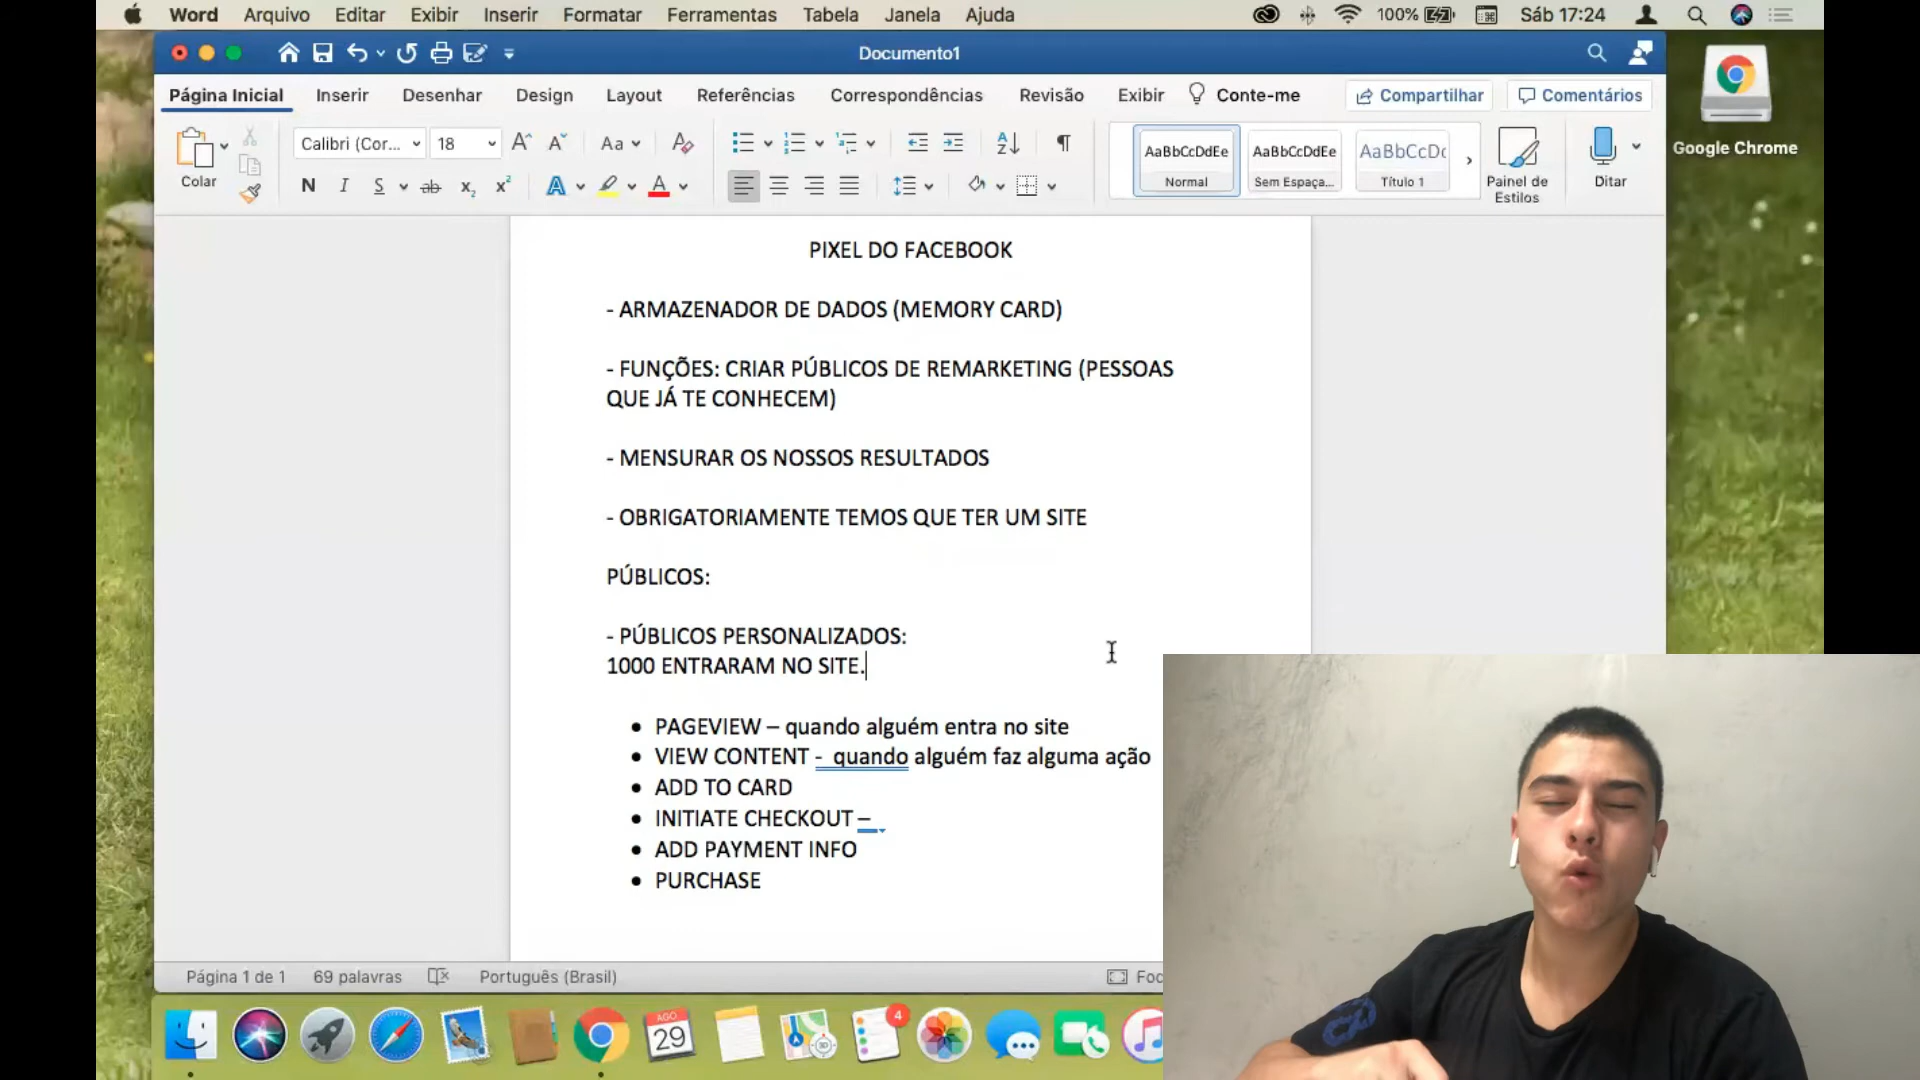 Word Arquivo Editar Exibir Inserir Formatar Ferramentas Tabela Janela Ajuda 100% Sáb 17:24
Documento1
Página Inicial Inserir Desenhar Design Layout Referências Correspondências Revisão Exibir Conte-me Compartilhar Comentários
Google Chrome
Colar
Calibri (Cor... 18
N I S ab
AaBbCcDdEe AaBbCcDdEe AaBbCcDc
Normal Sem Espaça... Título 1
Painel de Estilos
Ditar
PIXEL DO FACEBOOK
- ARMAZENADOR DE DADOS (MEMORY CARD)
- FUNÇÕES: CRIAR PÚBLICOS DE REMARKETING (PESSOAS
QUE JÁ TE CONHECEM)
- MENSURAR OS NOSSOS RESULTADOS
- OBRIGATORIAMENTE TEMOS QUE TER UM SITE
PÚBLICOS:
- PÚBLICOS PERSONALIZADOS:
1000 ENTRARAM NO SITE.
• PAGEVIEW – quando alguém entra no site
• VIEW CONTENT - quando alguém faz alguma ação
• ADD TO CARD
• INITIATE CHECKOUT –
• ADD PAYMENT INFO
• PURCHASE
Página 1 de 1 69 palavras Português (Brasil) Foc
AGO
29
4